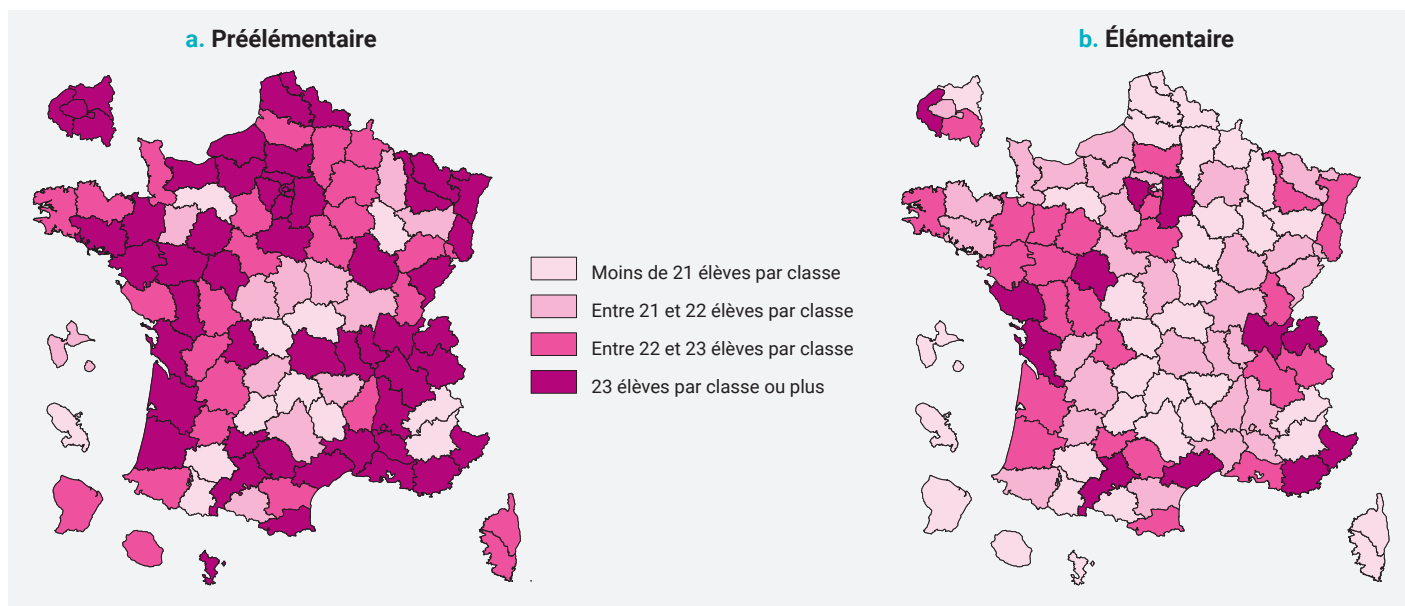 a. Préélémentaire
b. Élémentaire
Moins de 21 élèves par classe
Entre 21 et 22 élèves par classe
Entre 22 et 23 élèves par classe
23 élèves par classe ou plus